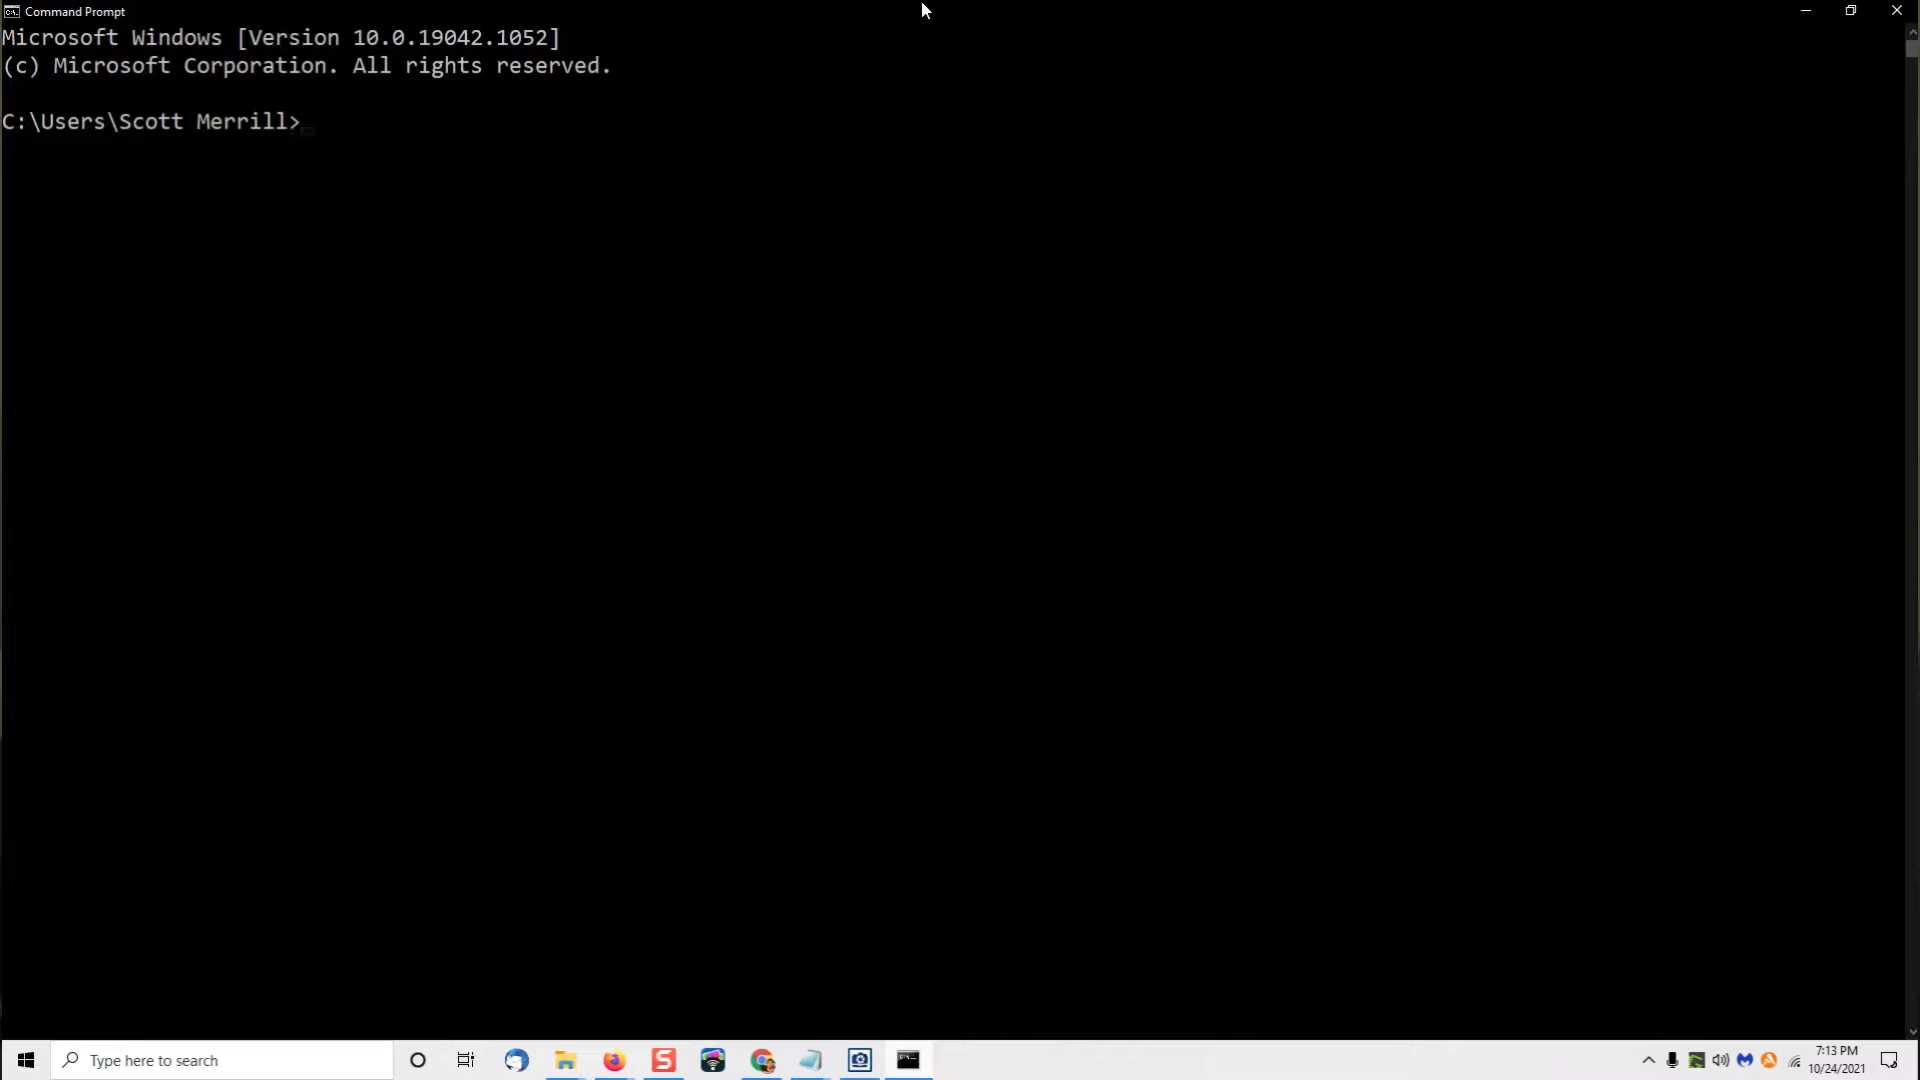 Command Prompt
Microsoft Windows [Version 10.0.19042.1052]
(c) Microsoft Corporation. All rights reserved.
C:\Users\Scott Merrill>
Type here to search
7:13 PM
10/24/2021